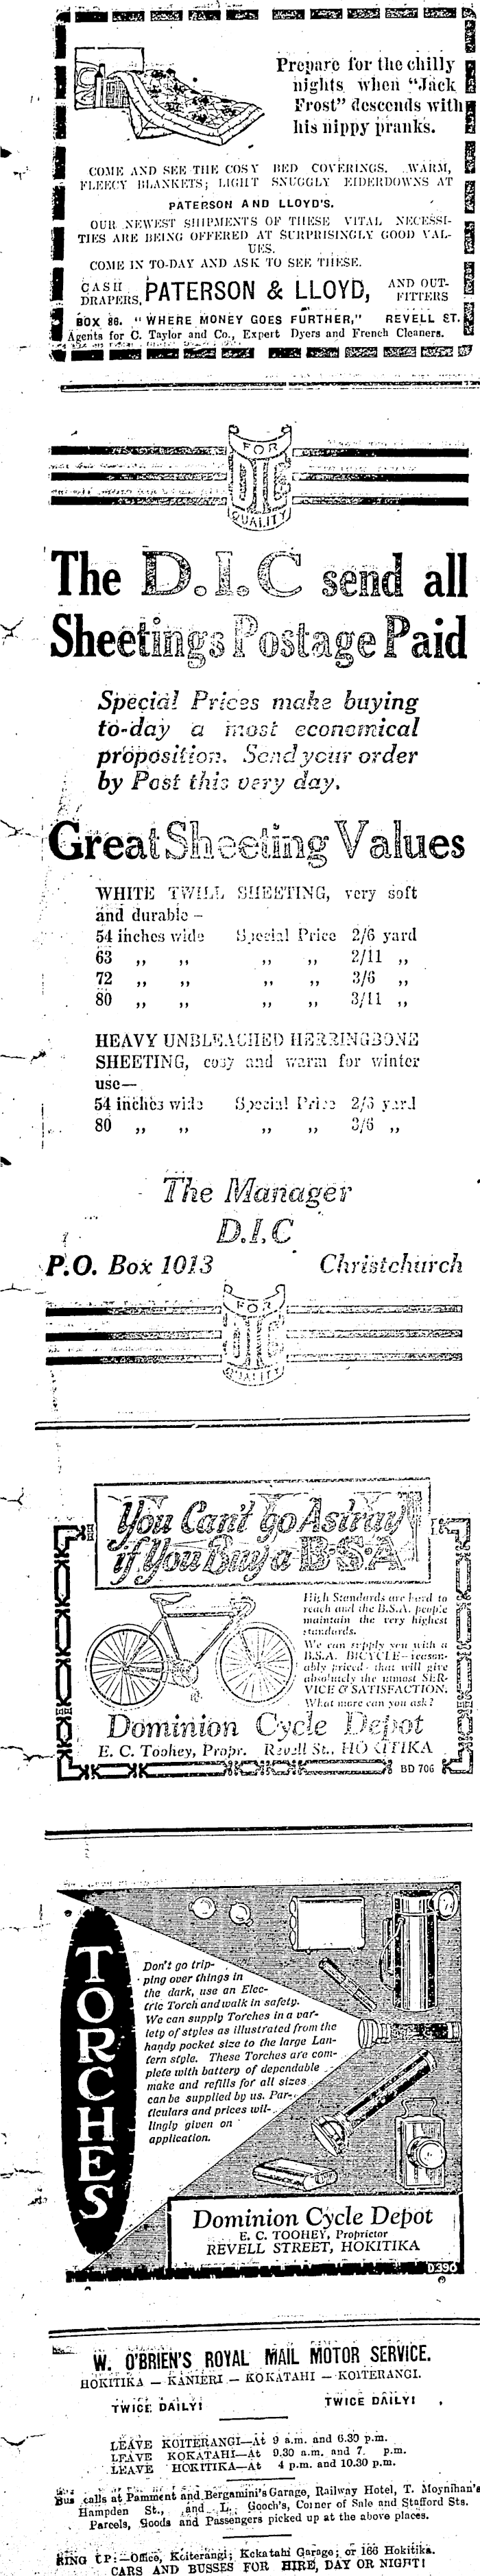 Prepare for the chilly
nights when "Jack
Frost" descends with
his nippy pranks.
COME AND SEE THE COSY BED COVERINGS. WARM,
FLEECY BLANKETS; LIGHT SNUGGLY EIDERDOWNS AT
PATERSON AND LLOYD'S.
OUR NEWEST SHIPMENTS OF THESE VITAL NECESSI-
TIES ARE BEING OFFERED AT SURPRISINGLY GOOD VAL-
UES.
COME IN TO-DAY AND ASK TO SEE THESE.
CASH DRAPERS, PATERSON & LLOYD, AND OUT-FITTERS
BOX 86. "WHERE MONEY GOES FURTHER," REVELL ST.
Agents for C. Taylor and Co., Expert Dyers and French Cleaners.
FOR
DIC
QUALITY
The D.I.C send all
Sheetings Postage Paid
Special Prices make buying
to-day a most economical
proposition. Send your order
by Post this very day.
Great Sheeting Values
WHITE TWILL SHEETING, very soft
and durable –
54 inches wide Special Price 2/6 yard
63 ,, ,, ,, ,, 2/11 ,,
72 ,, ,, ,, ,, 3/6 ,,
80 ,, ,, ,, ,, 3/11 ,,
HEAVY UNBLEACHED HERRINGBONE
SHEETING, cosy and warm for winter
use—
54 inches wide Special Price yard
80 ,, ,, ,, ,, 3/6 ,,
The Manager
D.I.C
P.O. Box 1013 Christchurch
FOR
DIC
QUALITY
You Can't go Astray
if You Buy a B·S·A
High Standards are hard to
reach and the B.S.A. people
maintain the very highest
standards.
We can supply you with a
B.S.A. BICYCLE—reason-
ably priced—that will give
absolutely the utmost SER-
VICE & SATISFACTION.
What more can you ask?
Dominion Cycle Depot
E. C. Toohey, Propr. Revell St., HOKITIKA
BD 706
TORCHES
Don't go trip-
ping over things in
the dark, use an Elec-
tric Torch and walk in safety.
We can supply Torches in a var-
iety of styles as illustrated from the
handy pocket size to the large Lan-
tern style. These Torches are com-
plete with battery of dependable
make and refills for all sizes
can be supplied by us. Par-
ticulars and prices wil-
lingly given on
application.
Dominion Cycle Depot
E. C. TOOHEY, Proprietor
REVELL STREET, HOKITIKA
D390
W. O'BRIEN'S ROYAL MAIL MOTOR SERVICE.
HOKITIKA — KANIERI — KOKATAHI — KOITERANGI.
TWICE DAILY! TWICE DAILY!
LEAVE KOITERANGI—At 9 a.m. and 6.30 p.m.
LEAVE KOKATAHI—At 9.30 a.m. and 7. p.m.
LEAVE HOKITIKA—At 4 p.m. and 10.30 p.m.
Bus calls at Pamment and Bergamini's Garage, Railway Hotel, T. Moynihan's
Hampden St., and L. Gooch's, Corner of Sale and Stafford Sts.
Parcels, Goods and Passengers picked up at the above places.
RING UP:—Office, Koiterangi; Kokatahi Garage; or 166 Hokitika.
CARS AND BUSSES FOR HIRE, DAY OR NIGHT!